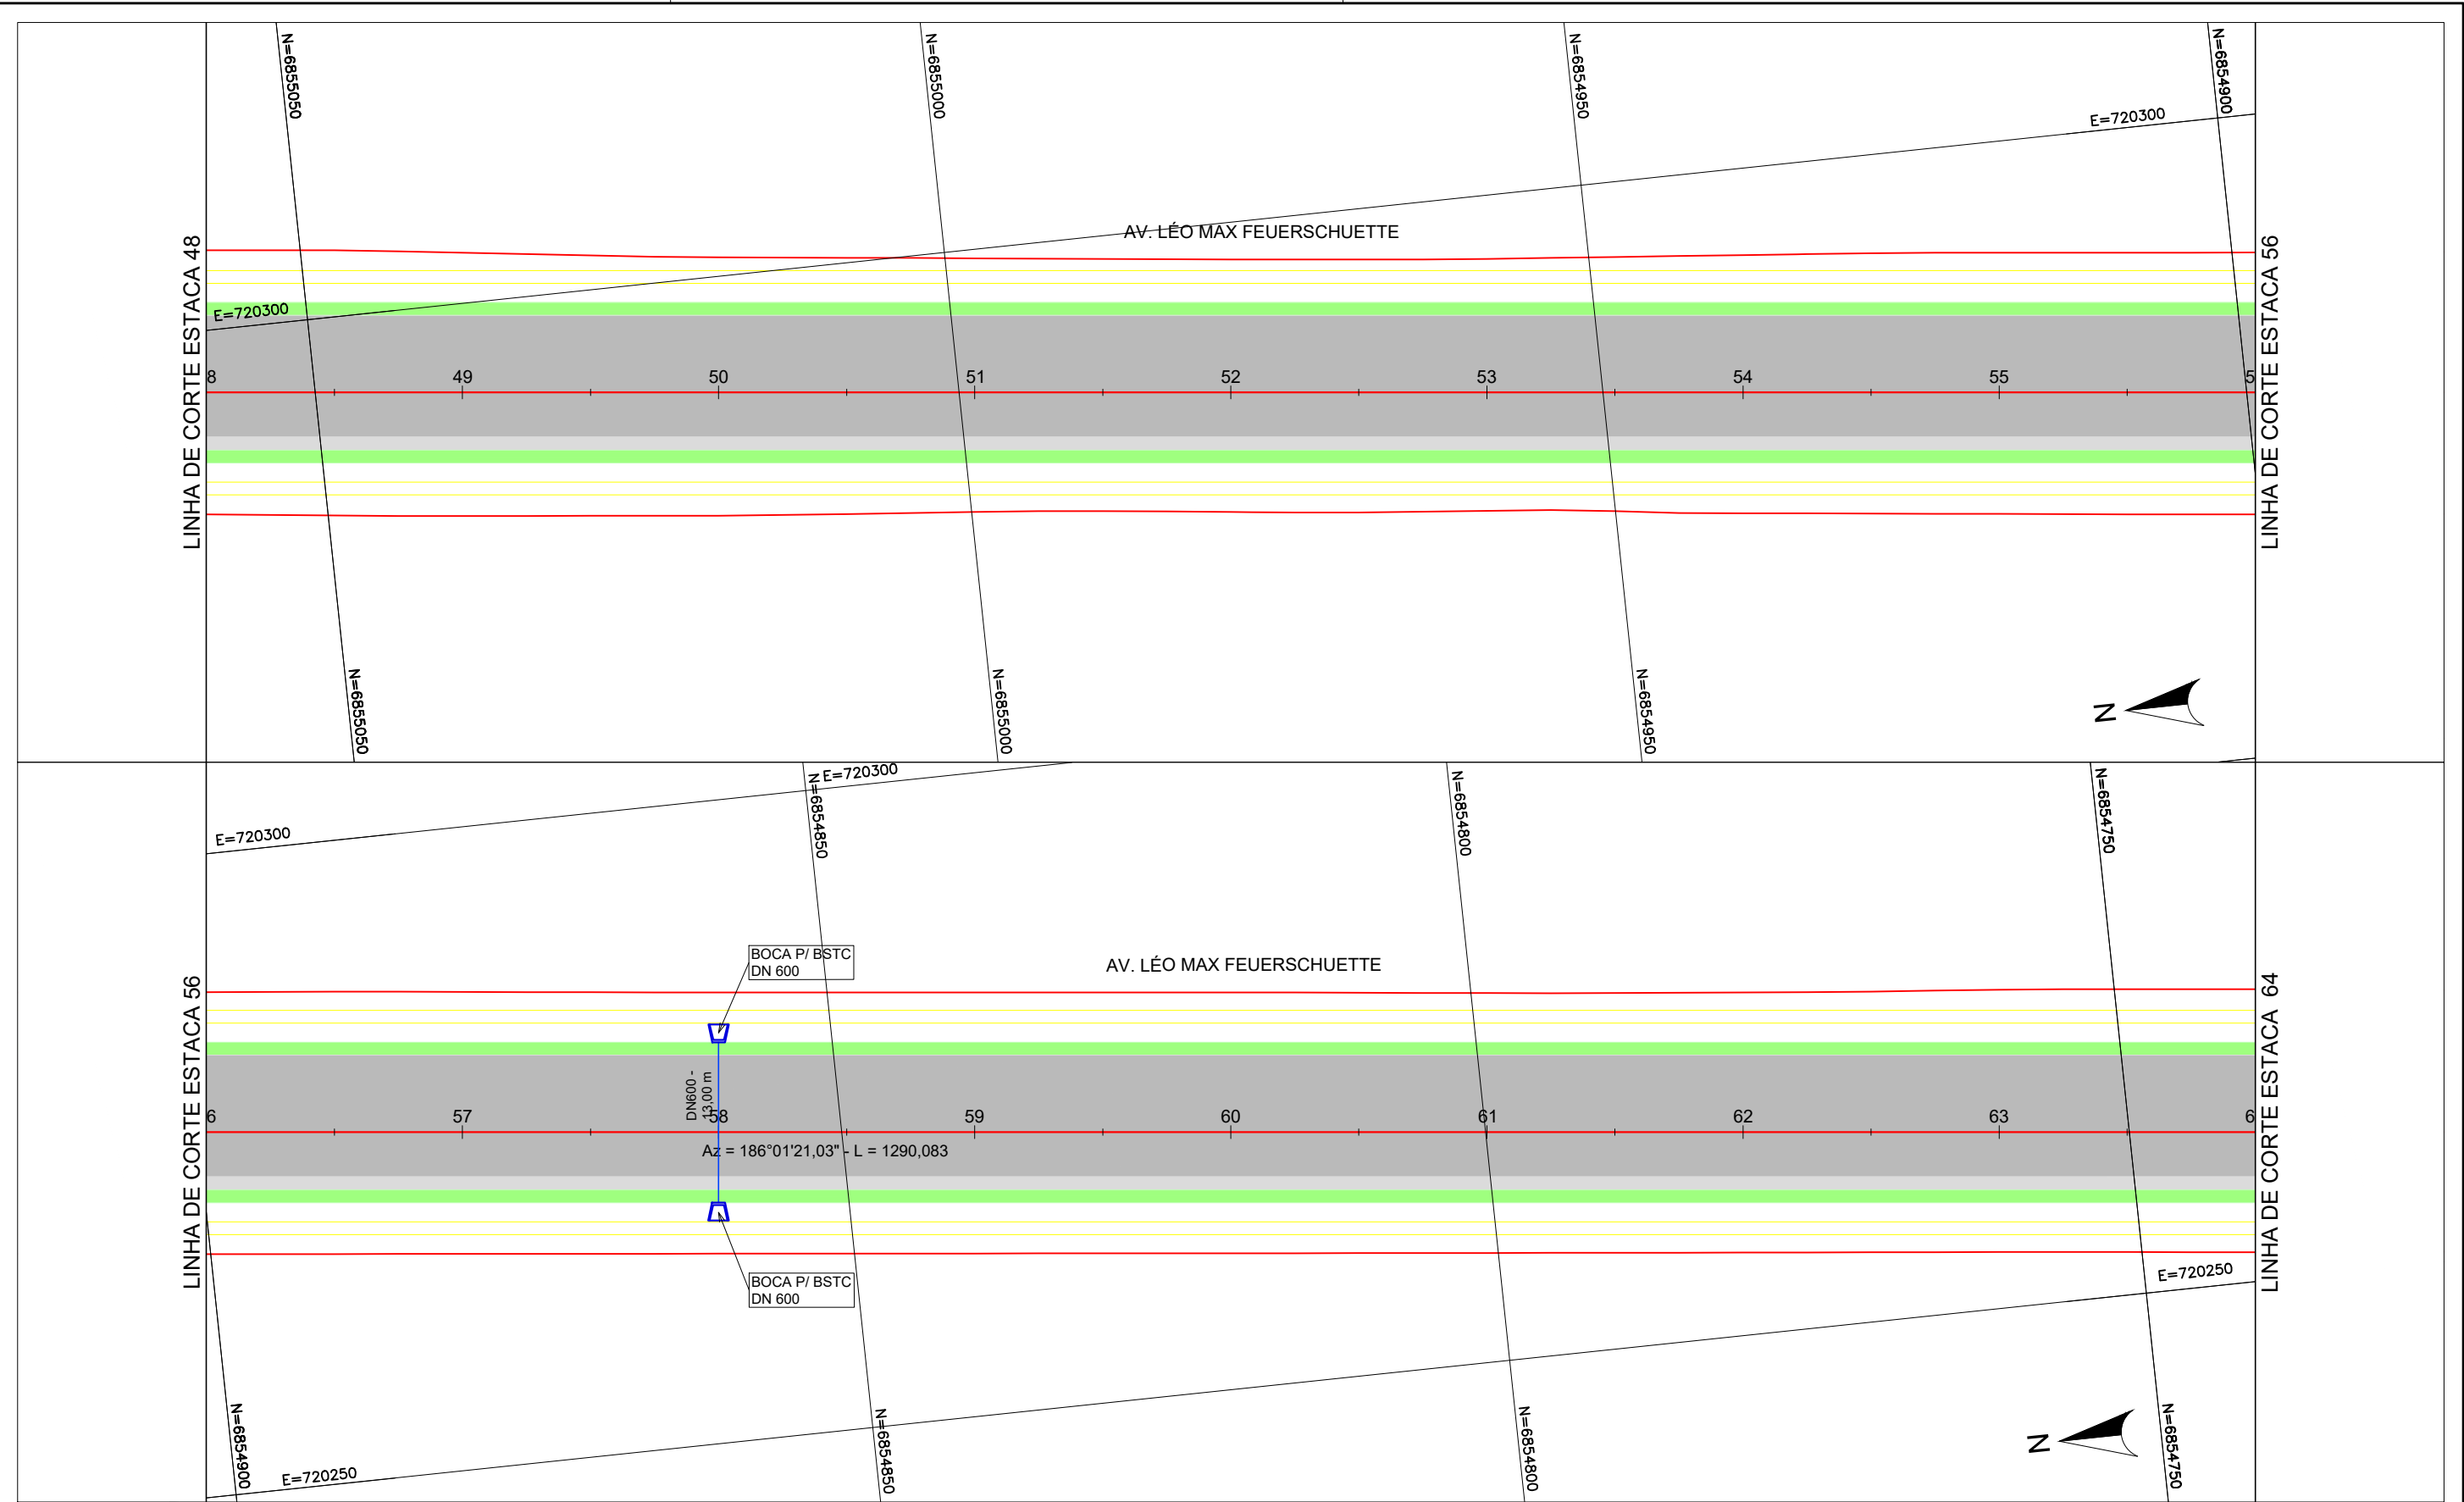 N=6855050
N=6855000
N=6854950
N=6854900
E=720300
AV. LÉO MAX FEUERSCHUETTE
LINHA DE CORTE ESTACA 48
LINHA DE CORTE ESTACA 56
E=720300
8
49
50
51
52
53
54
55
5
N=6855050
N=6855000
N=6854950
N
E=720300
N=6854850
N=6854800
N=6854750
E=720300
BOCA P/ BSTC
DN 600
AV. LÉO MAX FEUERSCHUETTE
LINHA DE CORTE ESTACA 56
LINHA DE CORTE ESTACA 64
DN600 -
13,00 m
6
57
58
59
60
61
62
63
6
Az = 186°01'21,03" - L = 1290,083
BOCA P/ BSTC
DN 600
E=720250
N=6854900
E=720250
N=6854850
N=6854800
N
N=6854750